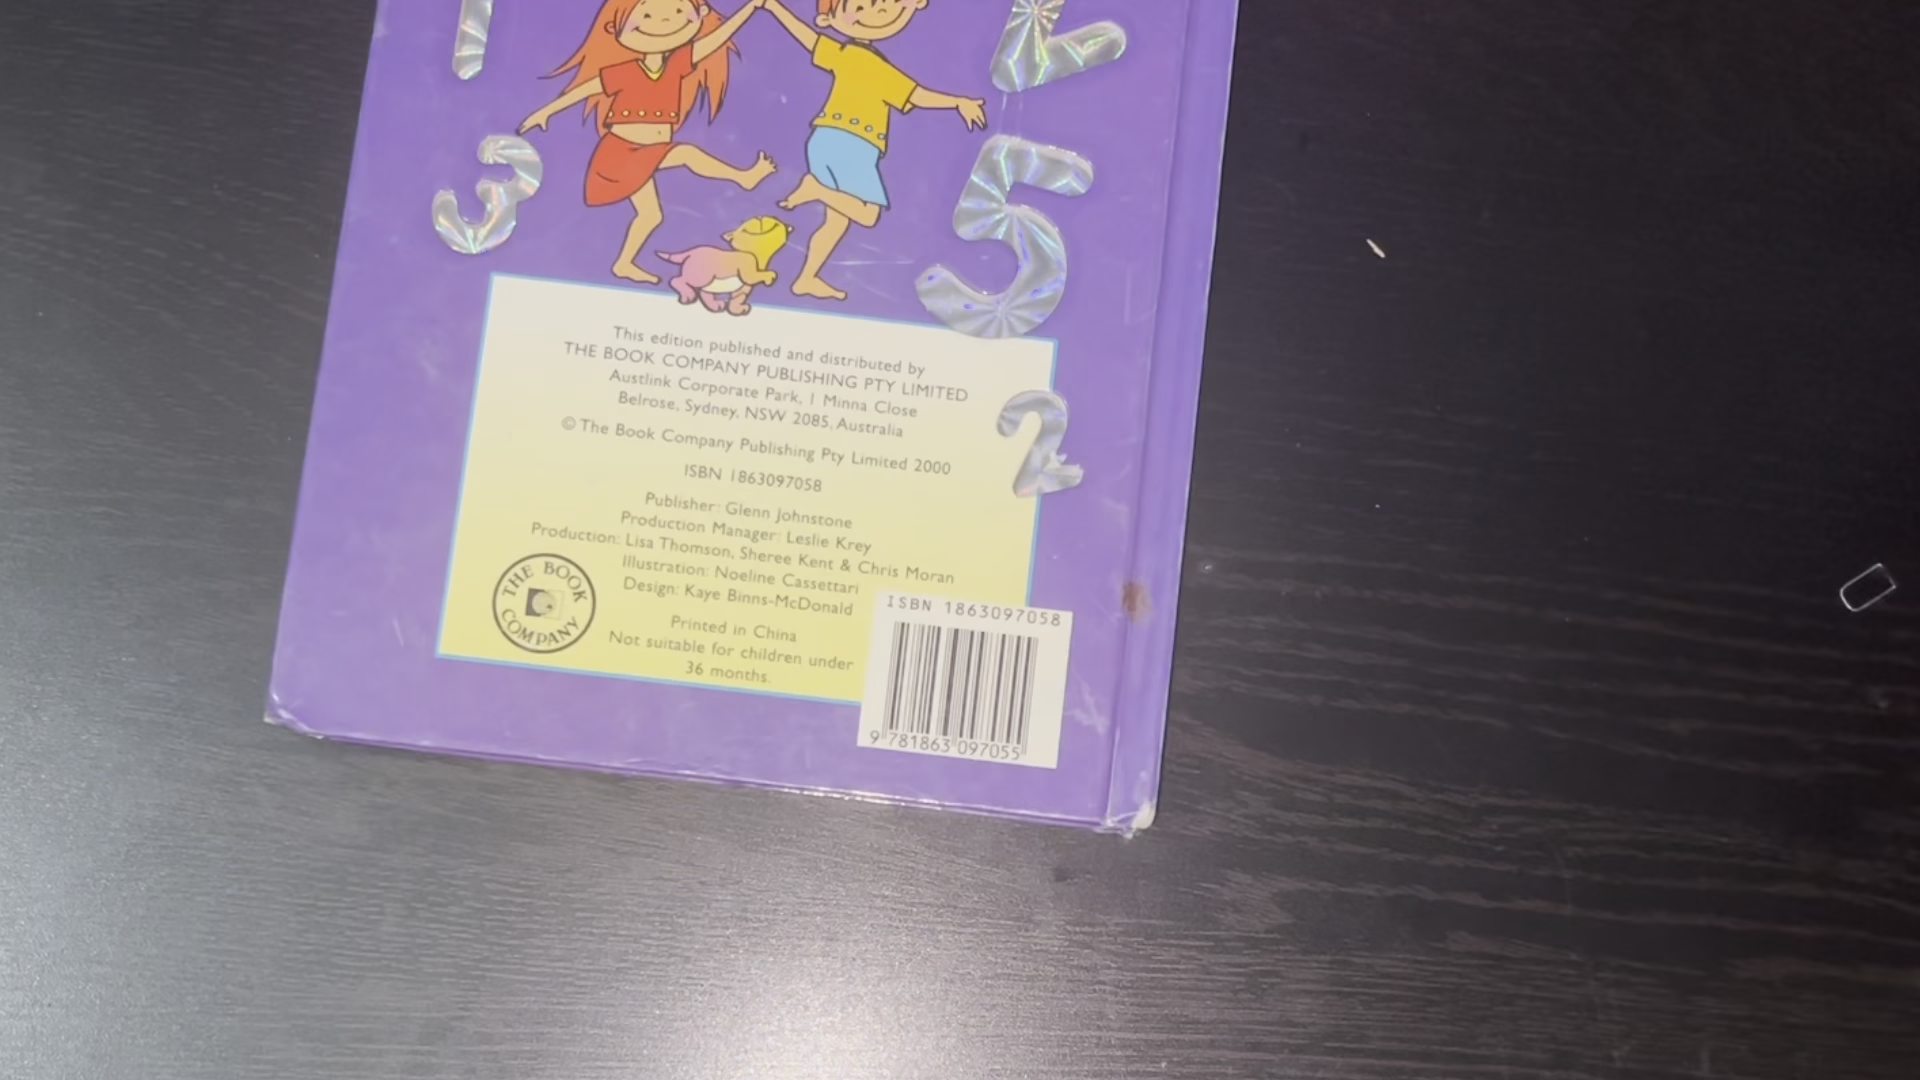 1
2
3
5
This edition published and distributed by
THE BOOK COMPANY PUBLISHING PTY LIMITED
Austlink Corporate Park, 1 Minna Close
Belrose, Sydney, NSW 2085, Australia
© The Book Company Publishing Pty Limited 2000
2
ISBN 1863097058
Publisher: Glenn Johnstone
Production Manager: Leslie Krey
Production: Lisa Thomson, Sheree Kent & Chris Moran
Illustration: Noeline Cassettari
Design: Kaye Binns-McDonald
THE BOOK COMPANY
Printed in China
Not suitable for children under
36 months.
ISBN 1863097058
9 781863 097055